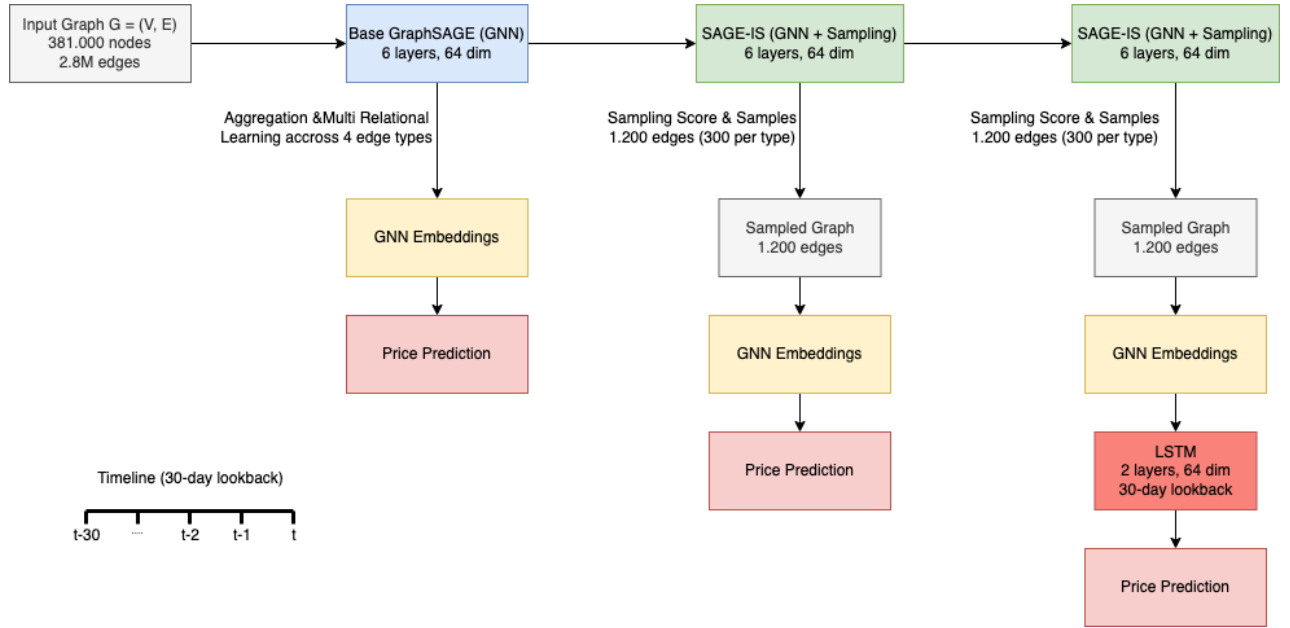 Input Graph G = (V, E)
381.000 nodes
2.8M edges
Base GraphSAGE (GNN)
6 layers, 64 dim
SAGE-IS (GNN + Sampling)
6 layers, 64 dim
SAGE-IS (GNN + Sampling)
6 layers, 64 dim
Aggregation &Multi Relational
Learning accross 4 edge types
Sampling Score & Samples
1.200 edges (300 per type)
Sampling Score & Samples
1.200 edges (300 per type)
GNN Embeddings
Sampled Graph
1.200 edges
Sampled Graph
1.200 edges
Price Prediction
GNN Embeddings
GNN Embeddings
Price Prediction
LSTM
2 layers, 64 dim
30-day lookback
Price Prediction
Timeline (30-day lookback)
t-30 ..... t-2 t-1 t